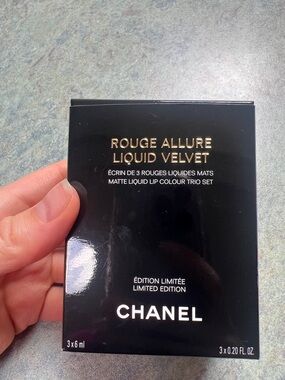 ROUGE ALLURE
LIQUID VELVET
ÉCRIN DE 3 ROUGES LIQUIDES MATS
MATTE LIQUID LIP COLOUR TRIO SET
ÉDITION LIMITÉE
LIMITED EDITION
CHANEL
3 x 6 ml
3 x 0.20 FL. OZ.